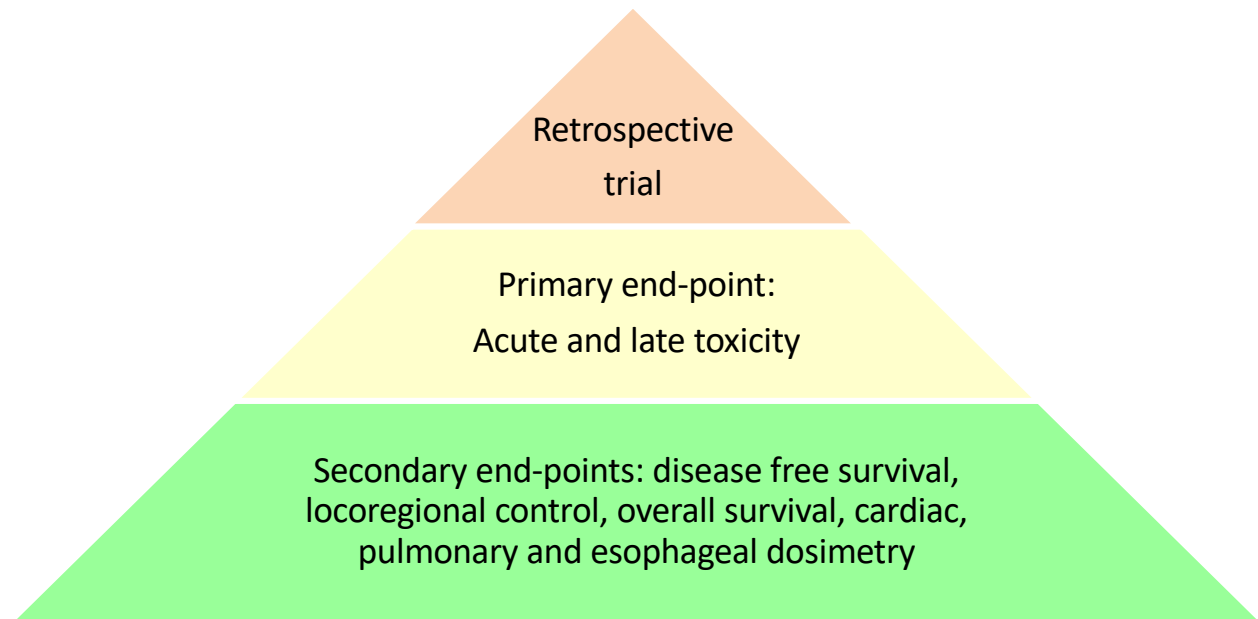 Retrospective
trial
Primary end-point:
Acute and late toxicity
Secondary end-points: disease free survival,
locoregional control, overall survival, cardiac,
pulmonary and esophageal dosimetry